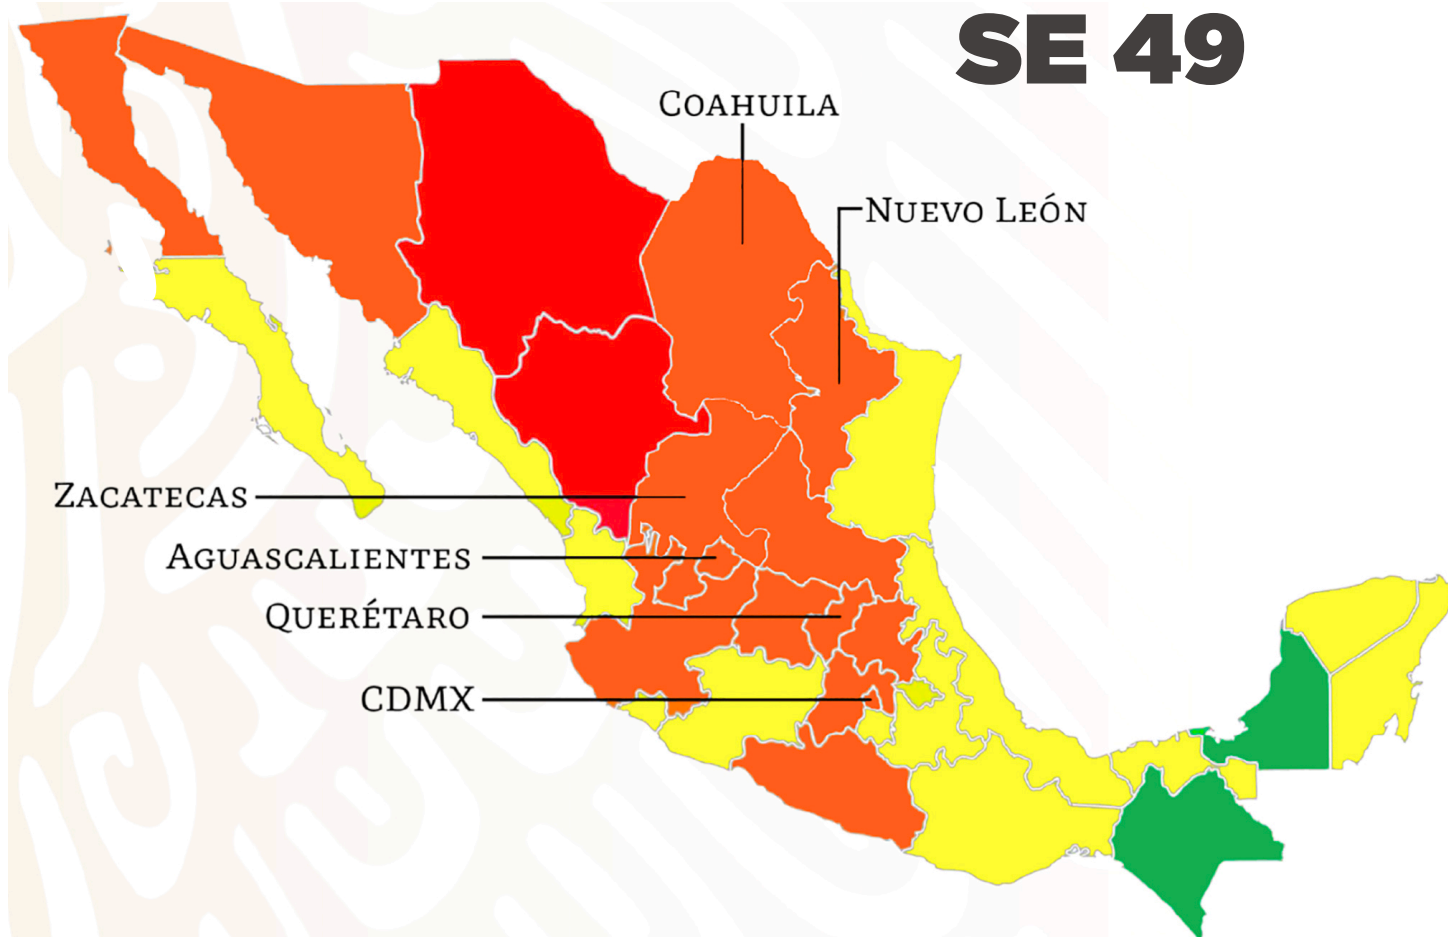 SE 49
COAHUILA
NUEVO LEÓN
ZACATECAS
AGUASCALIENTES
QUERÉTARO
CDMX